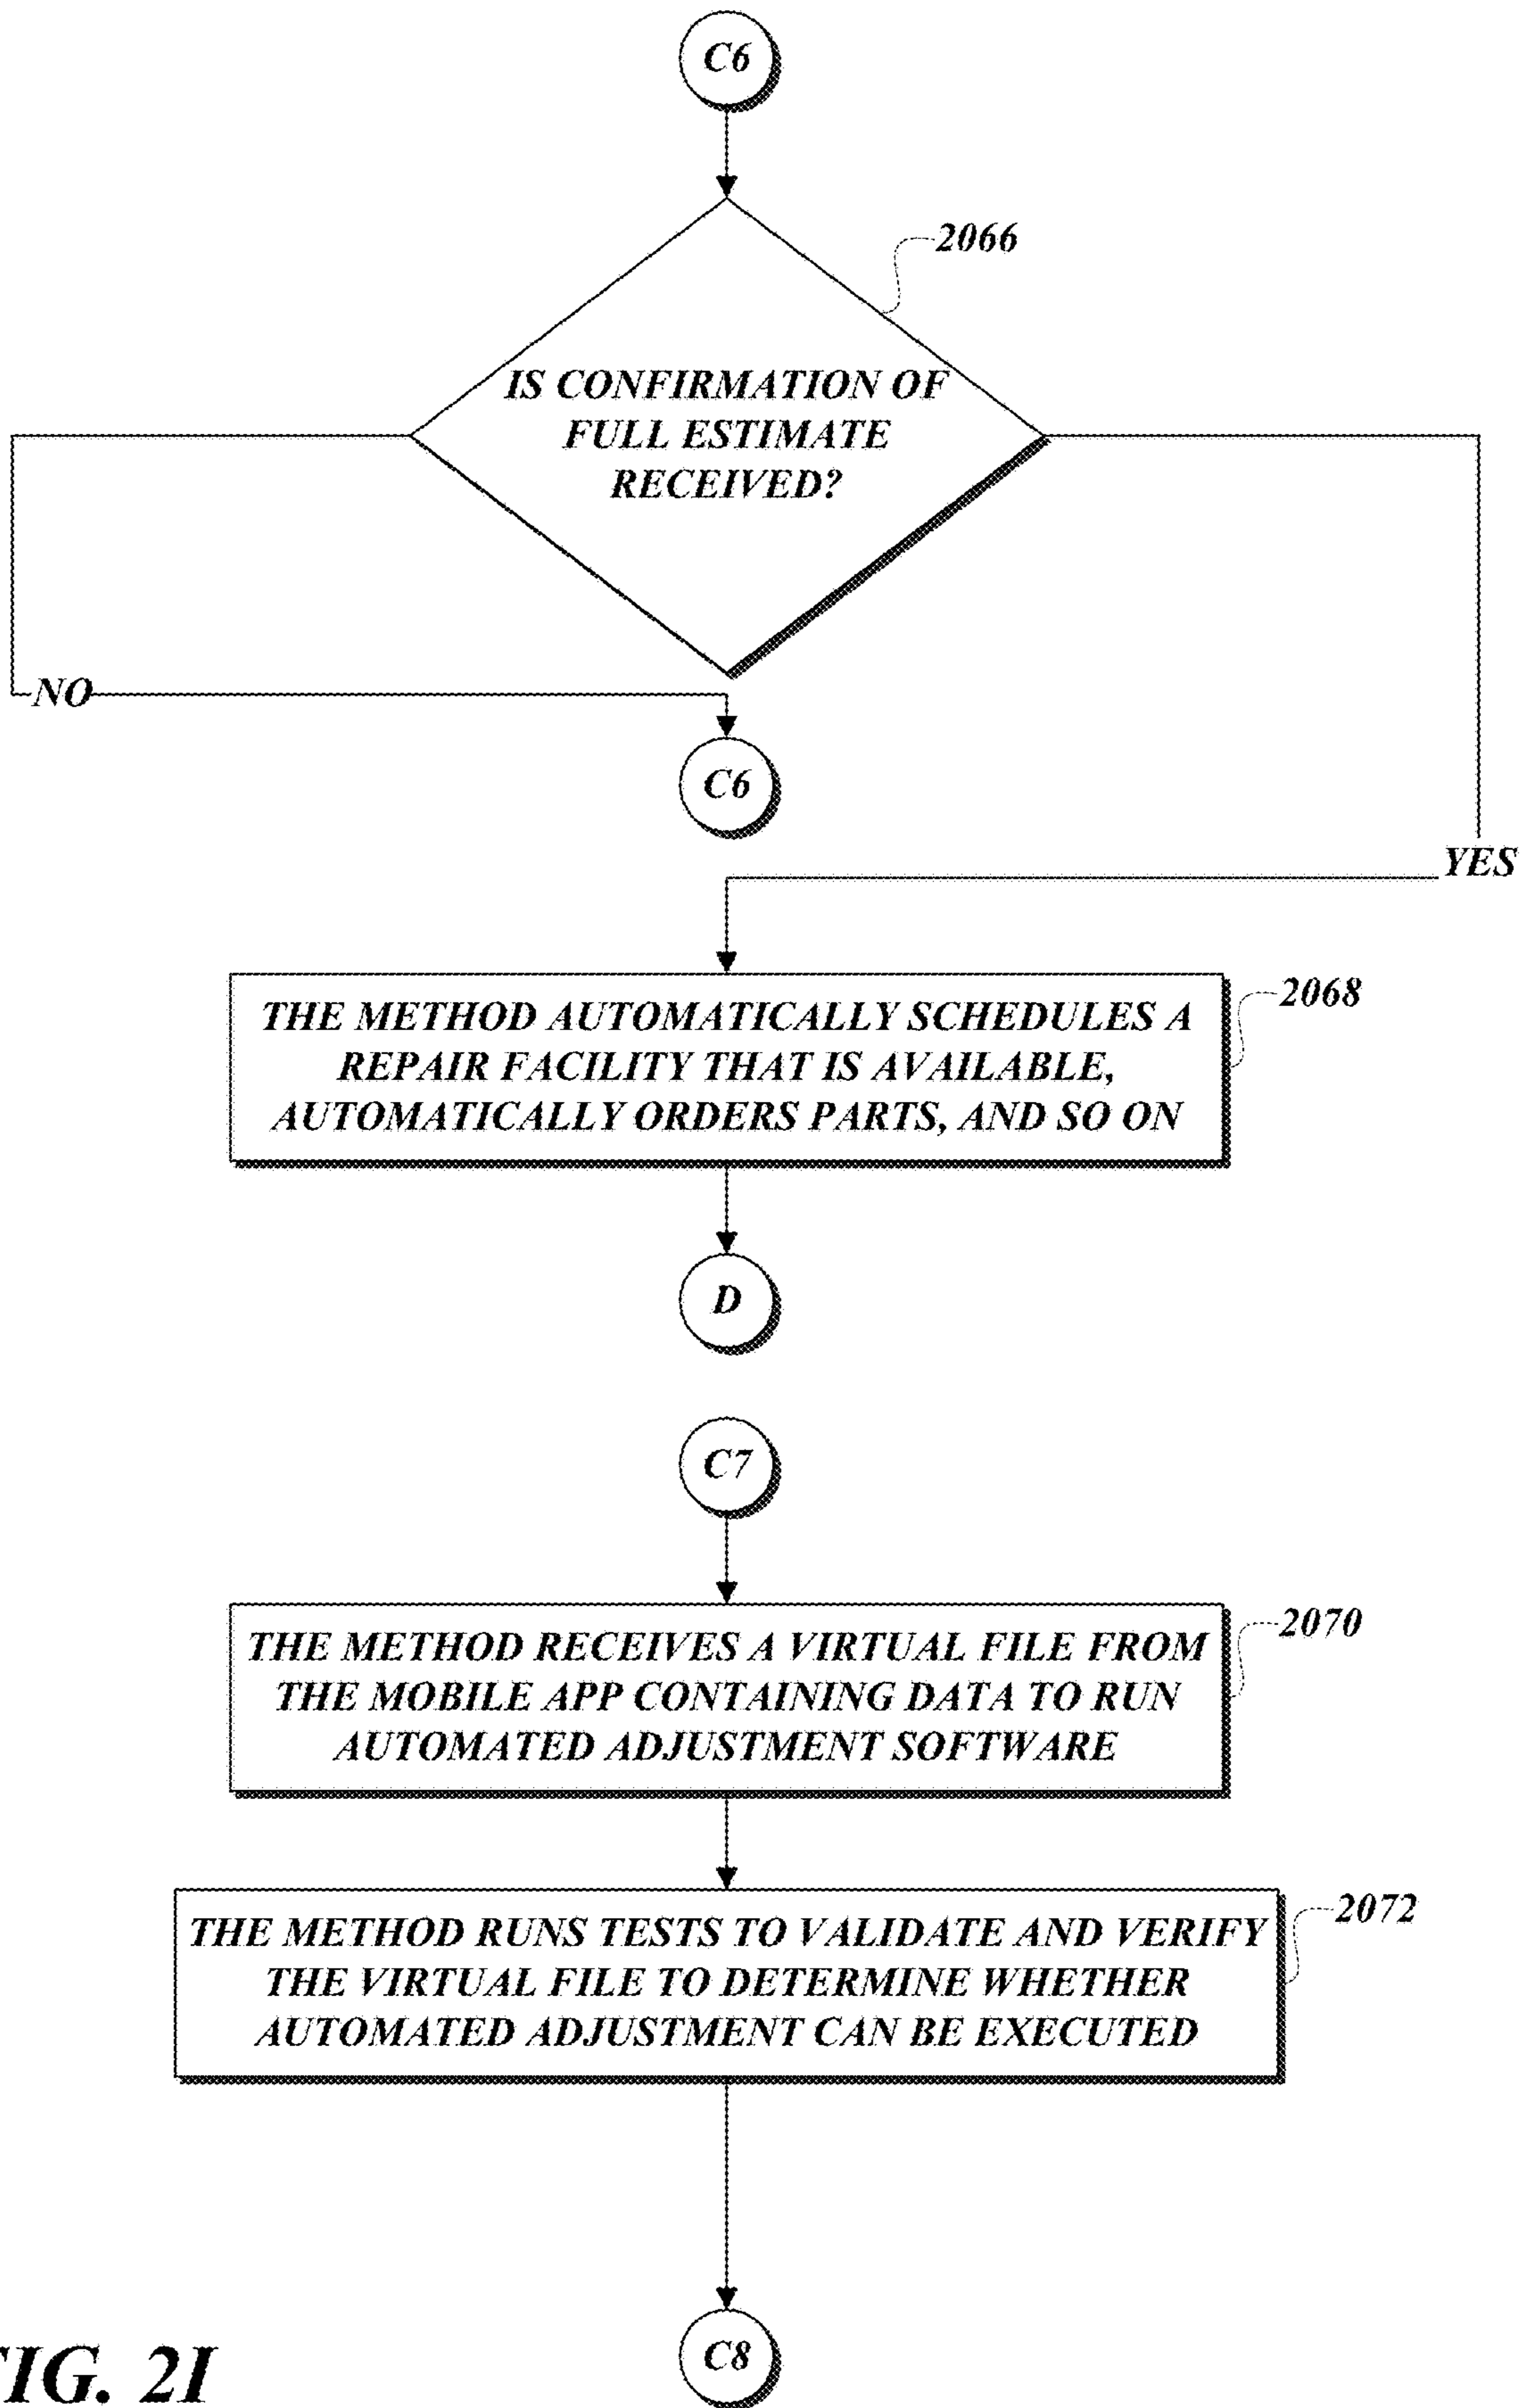 C6
2066
IS CONFIRMATION OF
FULL ESTIMATE
RECEIVED?
NO
C6
YES
2068
THE METHOD AUTOMATICALLY SCHEDULES A
REPAIR FACILITY THAT IS AVAILABLE,
AUTOMATICALLY ORDERS PARTS, AND SO ON
D
C7
2070
THE METHOD RECEIVES A VIRTUAL FILE FROM
THE MOBILE APP CONTAINING DATA TO RUN
AUTOMATED ADJUSTMENT SOFTWARE
2072
THE METHOD RUNS TESTS TO VALIDATE AND VERIFY
THE VIRTUAL FILE TO DETERMINE WHETHER
AUTOMATED ADJUSTMENT CAN BE EXECUTED
C8
FIG. 2I